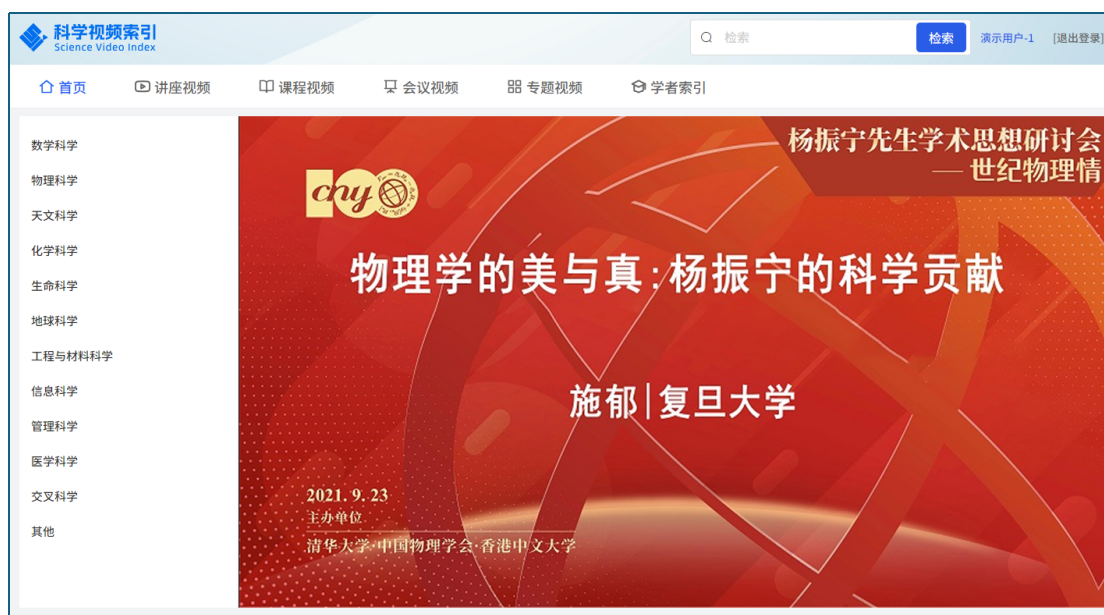 科学视频索引
Science Video Index
检索
检索
演示用户-1
[退出登录]
首页
讲座视频
课程视频
会议视频
专题视频
学者索引
数学科学
物理科学
天文科学
化学科学
生命科学
地球科学
工程与材料科学
信息科学
管理科学
医学科学
交叉科学
其他
杨振宁先生学术思想研讨会
— 世纪物理情
cny
物理学的美与真:杨振宁的科学贡献
施郁|复旦大学
2021.9.23
主办单位
清华大学·中国物理学会·香港中文大学